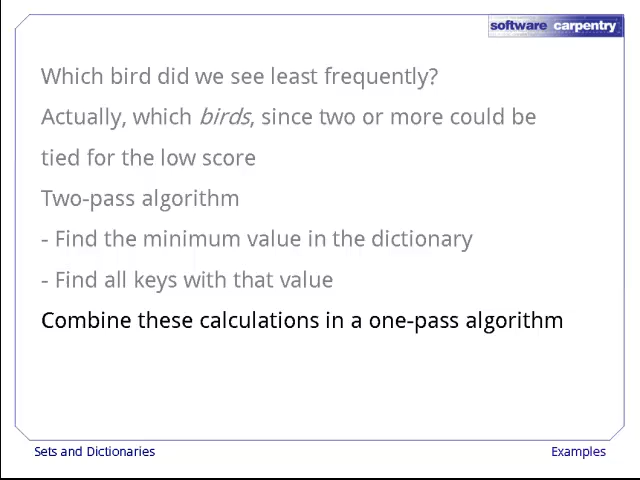 software carpentry
Which bird did we see least frequently?
Actually, which birds, since two or more could be
tied for the low score
Two-pass algorithm
- Find the minimum value in the dictionary
- Find all keys with that value
Combine these calculations in a one-pass algorithm
Sets and Dictionaries
Examples